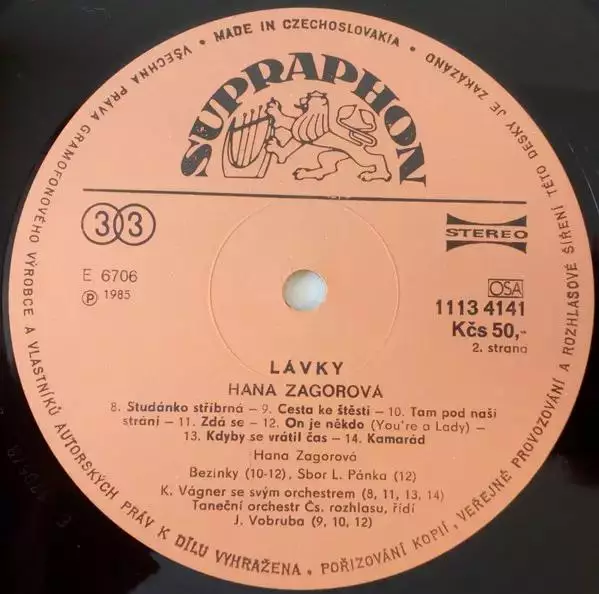 VŠECHNA PRÁVA GRAMOFONOVÉHO VÝROBCE A VLASTNÍKŮ AUTORSKÝCH PRÁV K DÍLU VYHRAŽENA. POŘIZOVÁNÍ KOPIÍ, VEŘEJNÉ PROVOZOVÁNÍ A ROZHLASOVÉ ŠÍŘENÍ TÉTO DESKY JE ZAKÁZÁNO
• MADE IN CZECHOSLOVAKIA •
SUPRAPHON
33
STEREO
E 6706
Ⓟ 1985
OSA
1113 4141
Kčs 50,-
2. strana
LÁVKY
HANA ZAGOROVÁ
8. Studánko stříbrná – 9. Cesta ke štěstí – 10. Tam pod naší
strání – 11. Zdá se – 12. On je někdo (You're a Lady) –
13. Kdyby se vrátil čas – 14. Kamarád
Hana Zagorová
Bezinky (10-12), Sbor L. Pánka (12)
K. Vágner se svým orchestrem (8, 11, 13, 14)
Taneční orchestr Čs. rozhlasu, řídí
J. Vobruba (9, 10, 12)